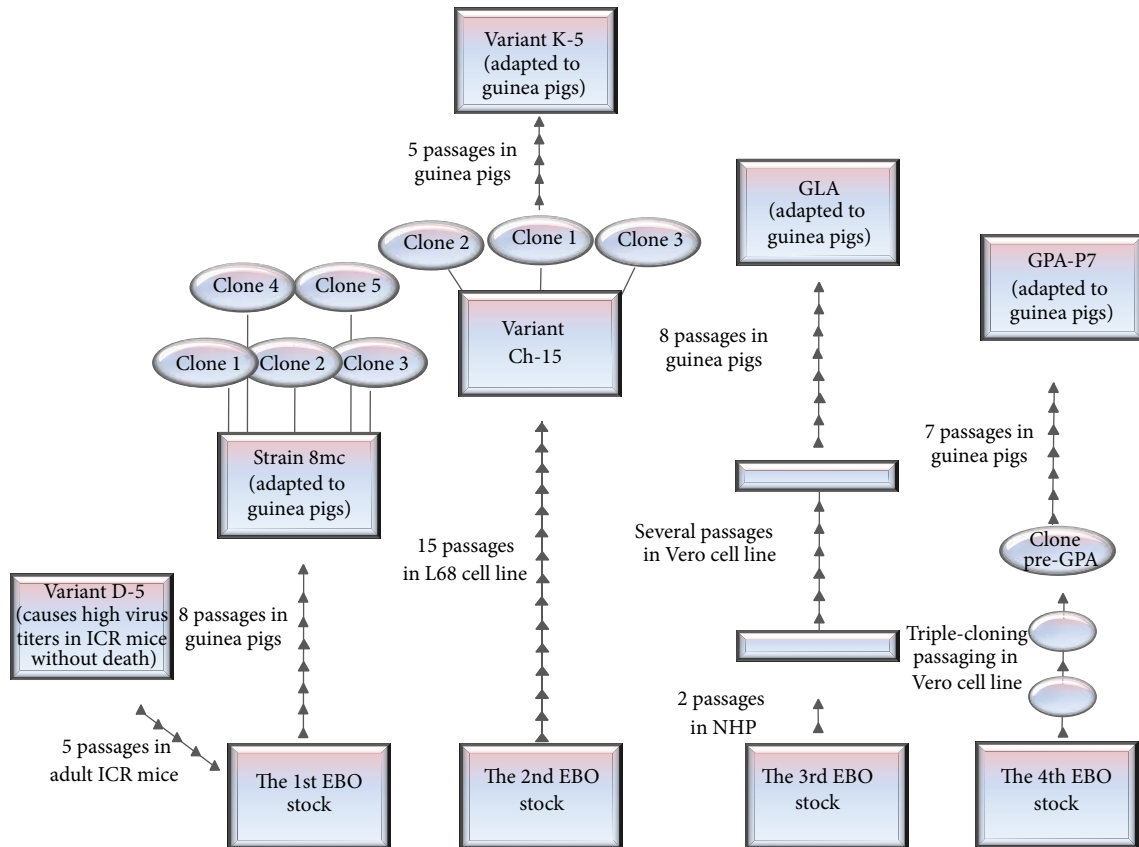 Variant K-5
(adapted to
guinea pigs)
5 passages in
guinea pigs
Clone 2
Clone 1
Clone 3
Variant
Ch-15
15 passages
in L68 cell line
The 2nd EBO
stock
Clone 4
Clone 5
Clone 1
Clone 2
Clone 3
Strain 8mc
(adapted to
guinea pigs)
8 passages in
guinea pigs
Variant D-5
(causes high virus
titers in ICR mice
without death)
5 passages in
adult ICR mice
The 1st EBO
stock
GLA
(adapted to
guinea pigs)
8 passages in
guinea pigs
Several passages
in Vero cell line
2 passages
in NHP
The 3rd EBO
stock
GPA-P7
(adapted to
guinea pigs)
7 passages in
guinea pigs
Clone
pre-GPA
Triple-cloning
passaging in
Vero cell line
The 4th EBO
stock